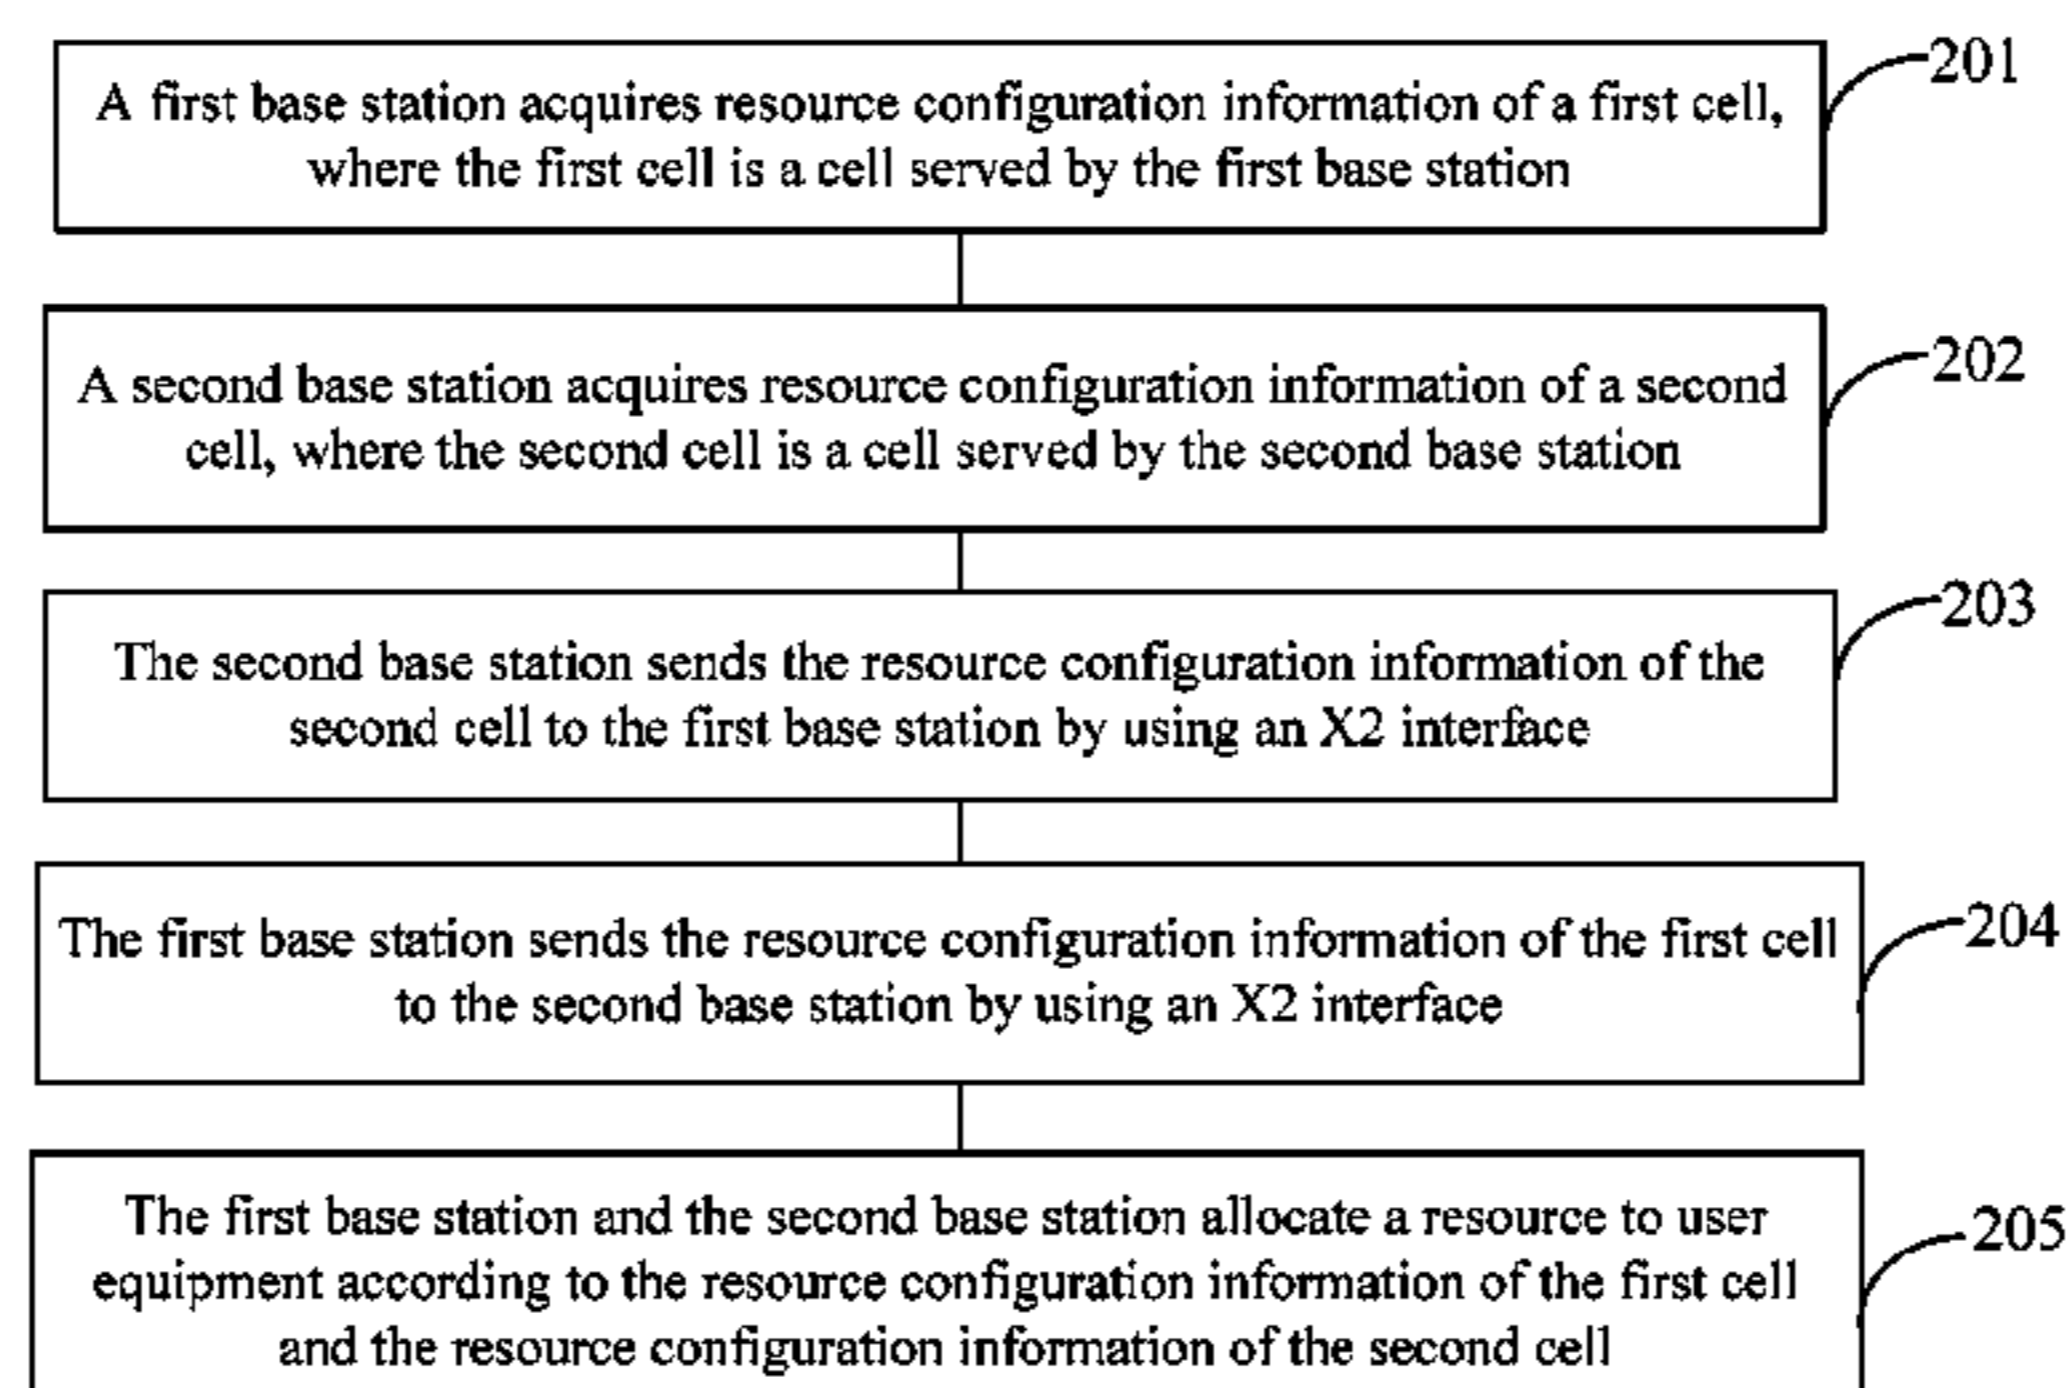 201
A first base station acquires resource configuration information of a first cell,
where the first cell is a cell served by the first base station
202
A second base station acquires resource configuration information of a second
cell, where the second cell is a cell served by the second base station
203
The second base station sends the resource configuration information of the
second cell to the first base station by using an X2 interface
204
The first base station sends the resource configuration information of the first cell
to the second base station by using an X2 interface
205
The first base station and the second base station allocate a resource to user
equipment according to the resource configuration information of the first cell
and the resource configuration information of the second cell